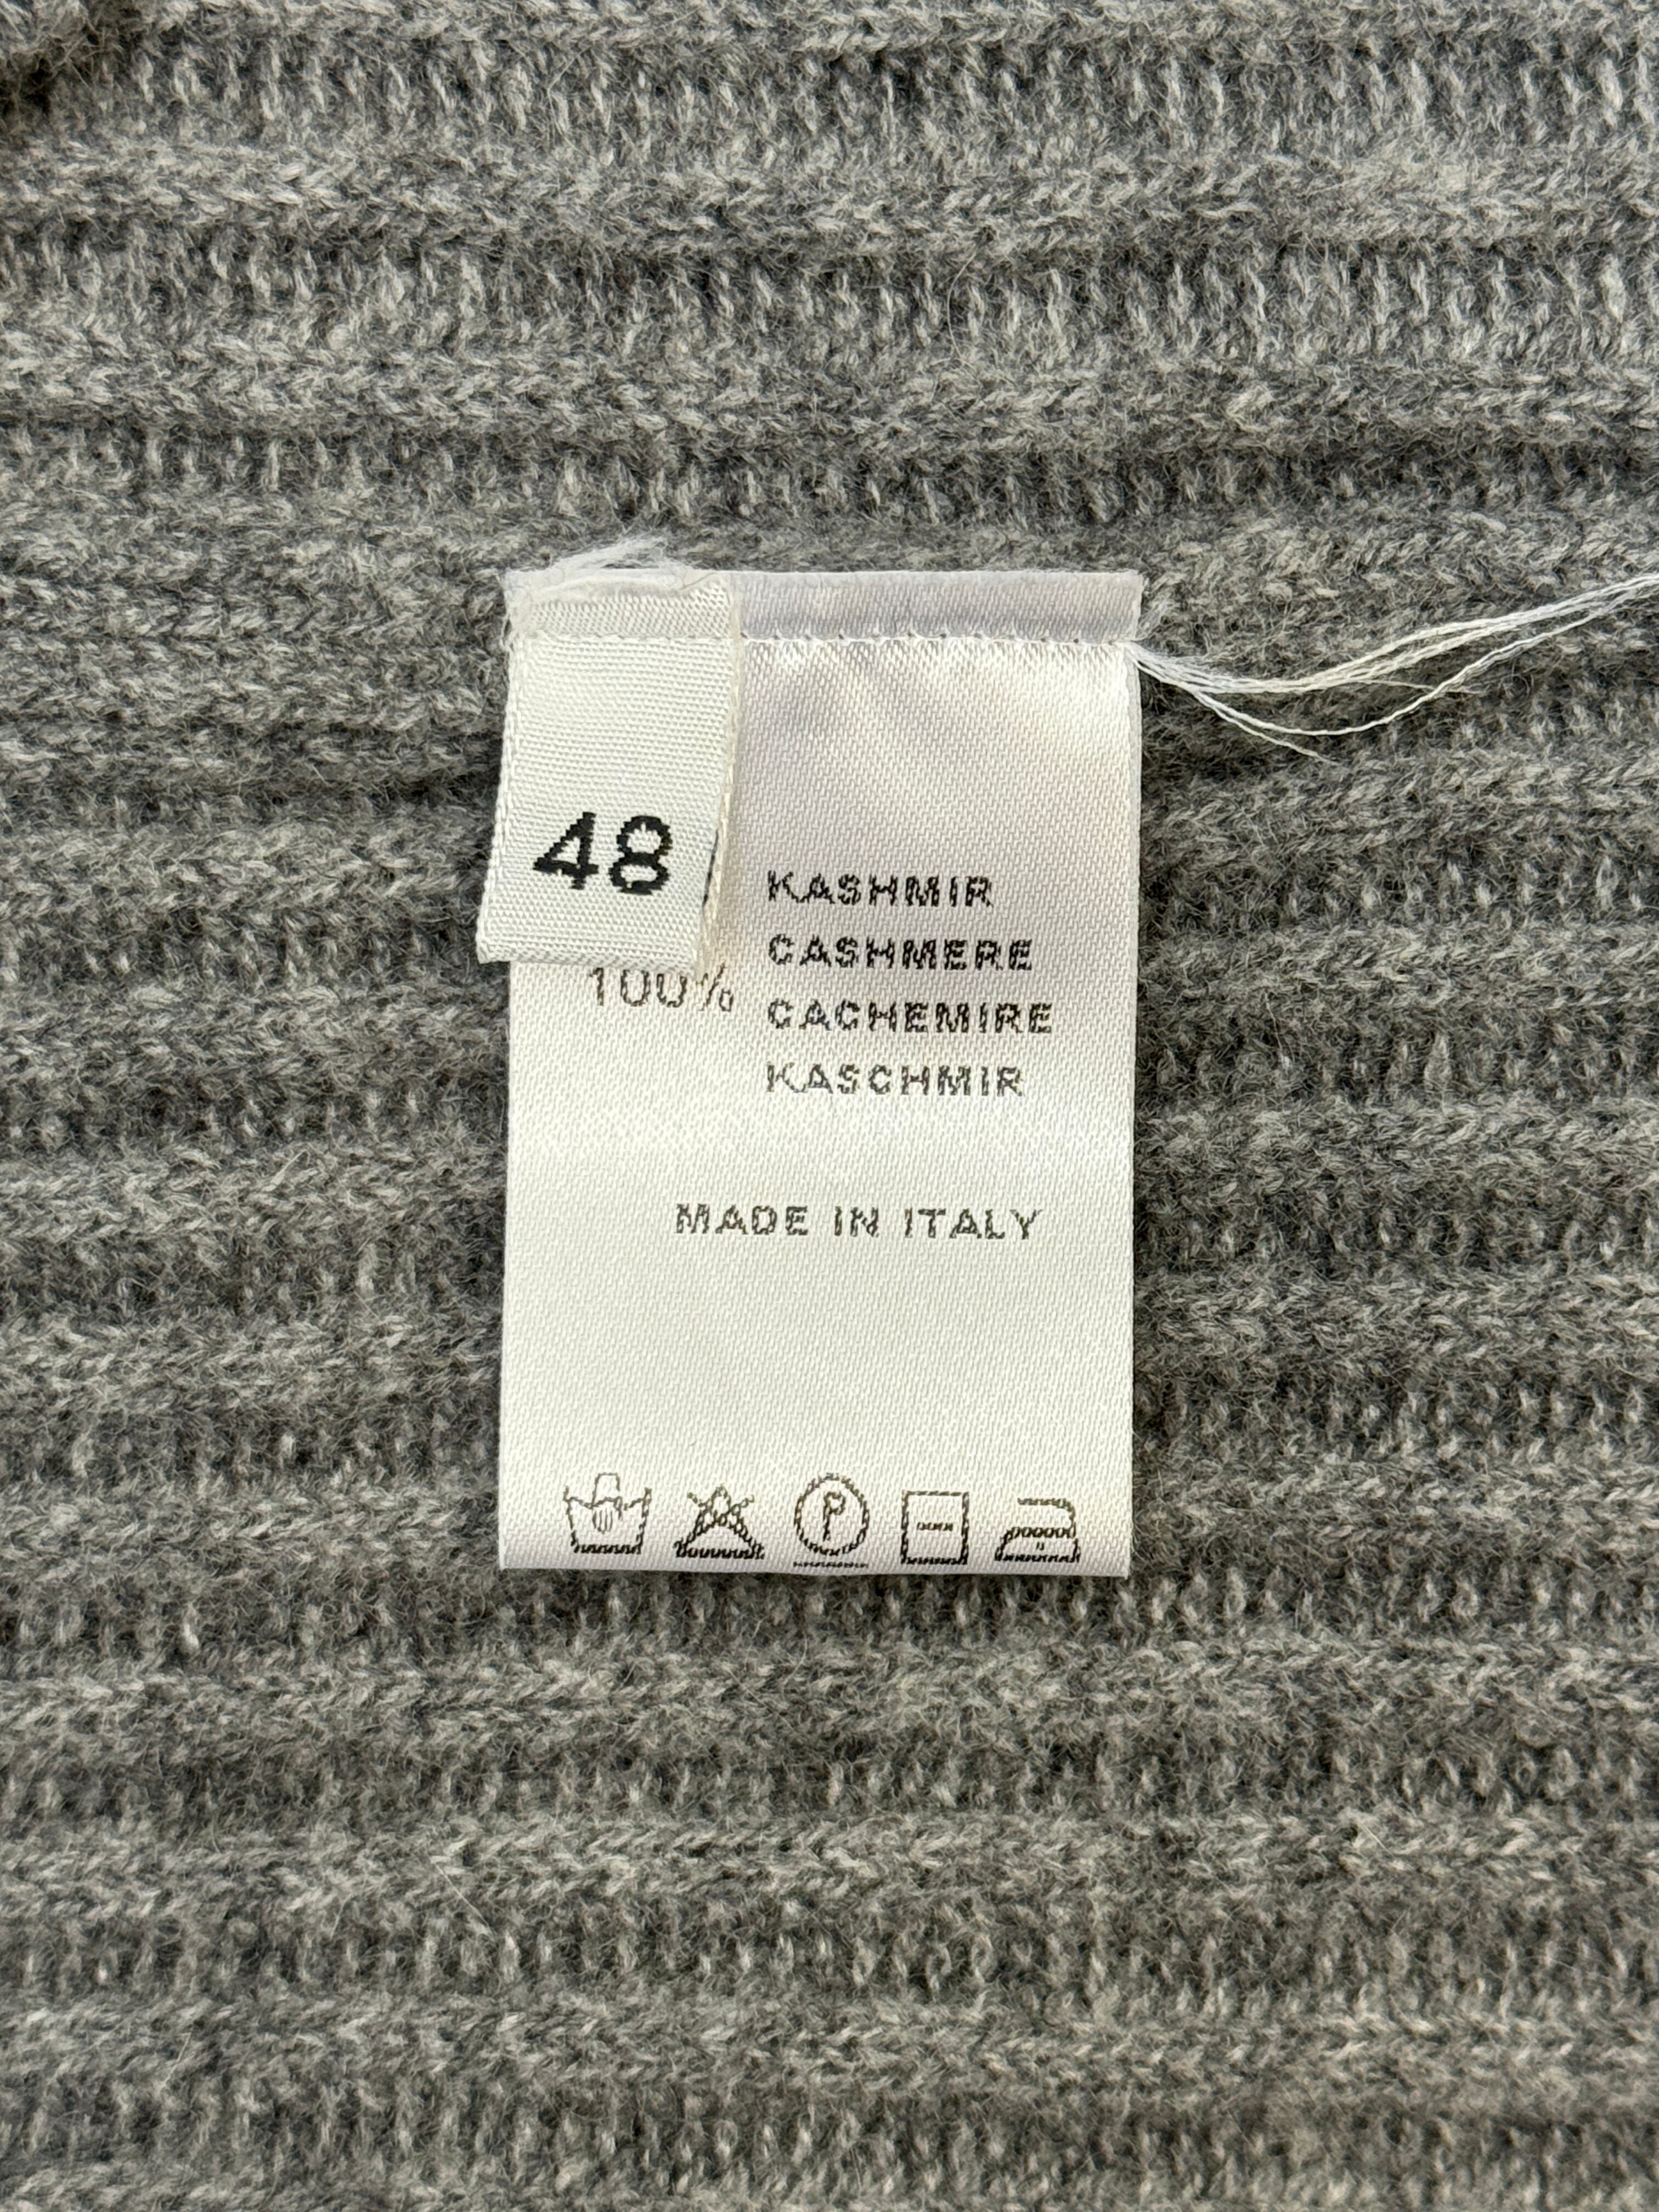 48
KASHMIR
CASHMERE
100%
CACHEMIRE
KASCHMIR
MADE IN ITALY
P